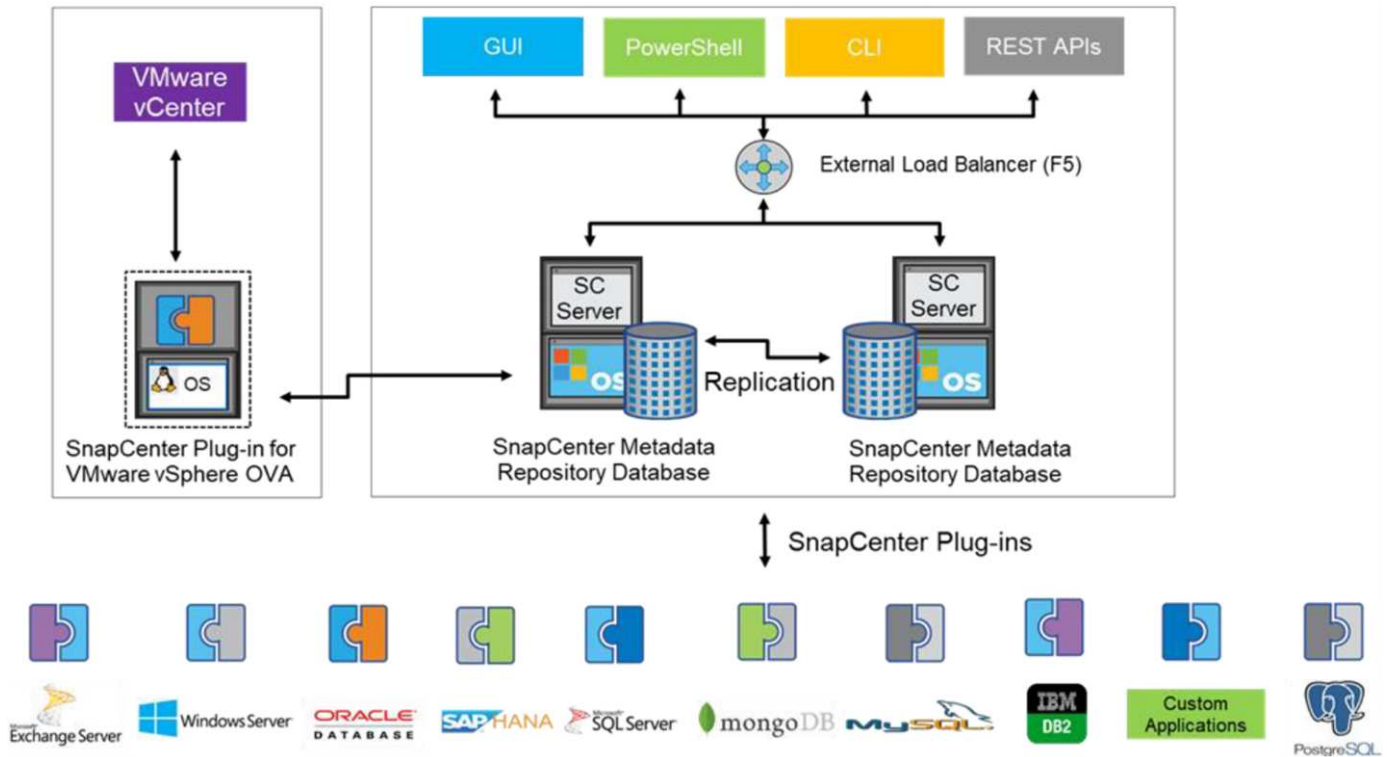 VMware
vCenter
GUI
PowerShell
CLI
REST APIs
External Load Balancer (F5)
SC
Server
SC
Server
OS
OS
OS
Replication
SnapCenter Plug-in for
VMware vSphere OVA
SnapCenter Metadata
Repository Database
SnapCenter Metadata
Repository Database
SnapCenter Plug-ins
Microsoft
Exchange Server
Windows Server
ORACLE
DATABASE
SAP HANA
Microsoft
SQL Server
mongoDB
MySQL
IBM
DB2
Custom
Applications
PostgreSQL